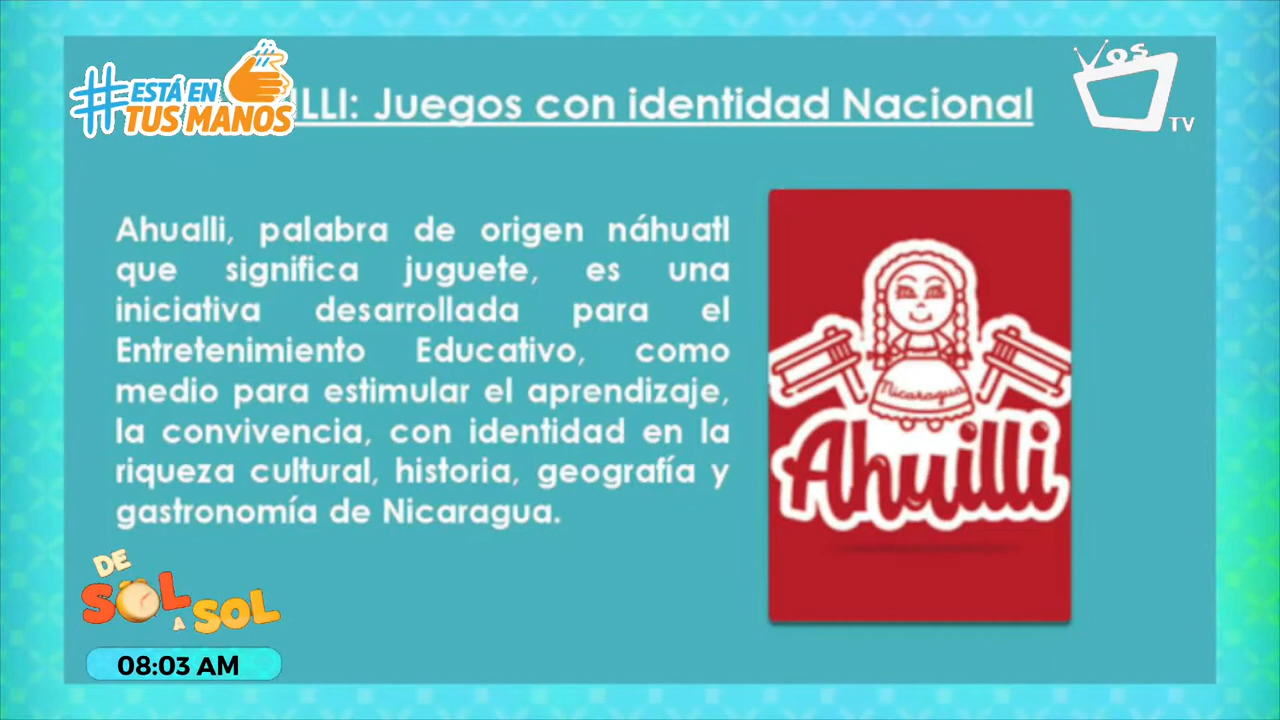 #ESTÁ EN
TUS MANOS
VOS
TV
LLI: Juegos con identidad Nacional
Ahualli, palabra de origen náhuatl
que significa juguete, es una
iniciativa desarrollada para el
Entretenimiento Educativo, como
medio para estimular el aprendizaje,
la convivencia, con identidad en la
riqueza cultural, historia, geografía y
gastronomía de Nicaragua.
Nicaragua
Ahuilli
DE
SOL
A
SOL
08:03 AM